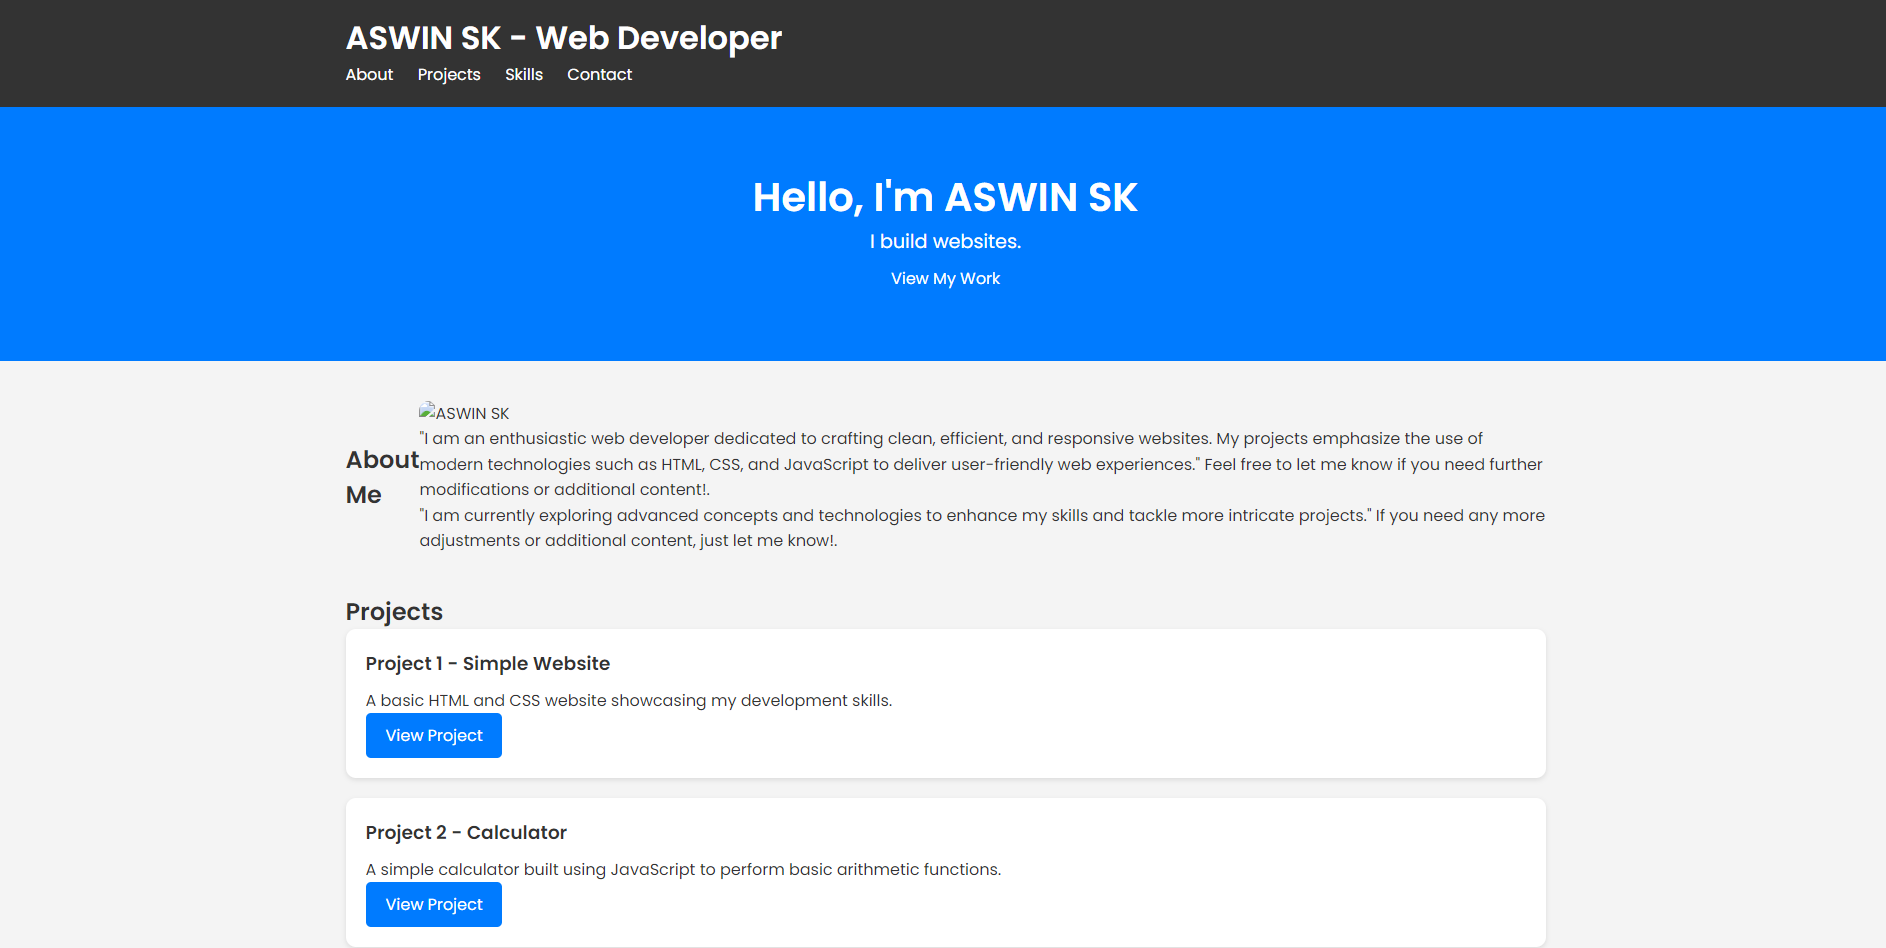 ASWIN SK - Web Developer
About Projects Skills Contact
Hello, I'm ASWIN SK
I build websites.
View My Work
About
Me
ASWIN SK
"I am an enthusiastic web developer dedicated to crafting clean, efficient, and responsive websites. My projects emphasize the use of
modern technologies such as HTML, CSS, and JavaScript to deliver user-friendly web experiences." Feel free to let me know if you need further
modifications or additional content!.
"I am currently exploring advanced concepts and technologies to enhance my skills and tackle more intricate projects." If you need any more
adjustments or additional content, just let me know!.
Projects
Project 1 - Simple Website
A basic HTML and CSS website showcasing my development skills.
View Project
Project 2 - Calculator
A simple calculator built using JavaScript to perform basic arithmetic functions.
View Project